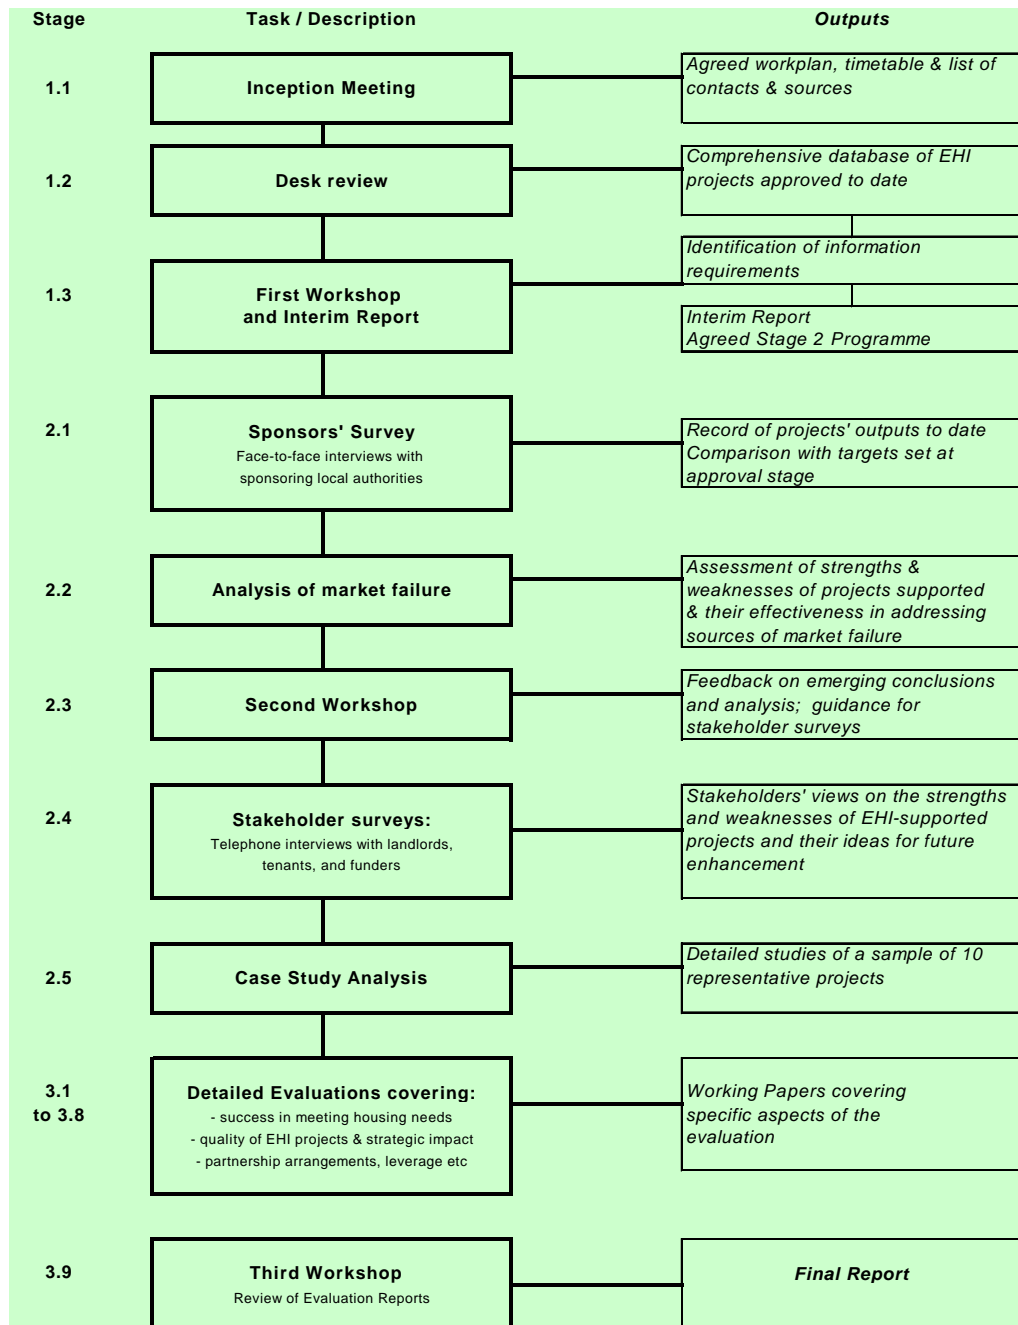 Stage Task / Description Outputs
1.1
Inception Meeting
Agreed workplan, timetable & list of
contacts & sources
1.2
Desk review
Comprehensive database of EHI
projects approved to date
Identification of information
requirements
1.3
First Workshop
and Interim Report
Interim Report
Agreed Stage 2 Programme
2.1
Sponsors' Survey
Face-to-face interviews with
sponsoring local authorities
Record of projects' outputs to date
Comparison with targets set at
approval stage
2.2
Analysis of market failure
Assessment of strengths &
weaknesses of projects supported
& their effectiveness in addressing
sources of market failure
2.3
Second Workshop
Feedback on emerging conclusions
and analysis; guidance for
stakeholder surveys
2.4
Stakeholder surveys:
Telephone interviews with landlords,
tenants, and funders
Stakeholders' views on the strengths
and weaknesses of EHI-supported
projects and their ideas for future
enhancement
2.5
Case Study Analysis
Detailed studies of a sample of 10
representative projects
3.1
to 3.8
Detailed Evaluations covering:
- success in meeting housing needs
- quality of EHI projects & strategic impact
- partnership arrangements, leverage etc
Working Papers covering
specific aspects of the
evaluation
3.9
Third Workshop
Review of Evaluation Reports
Final Report